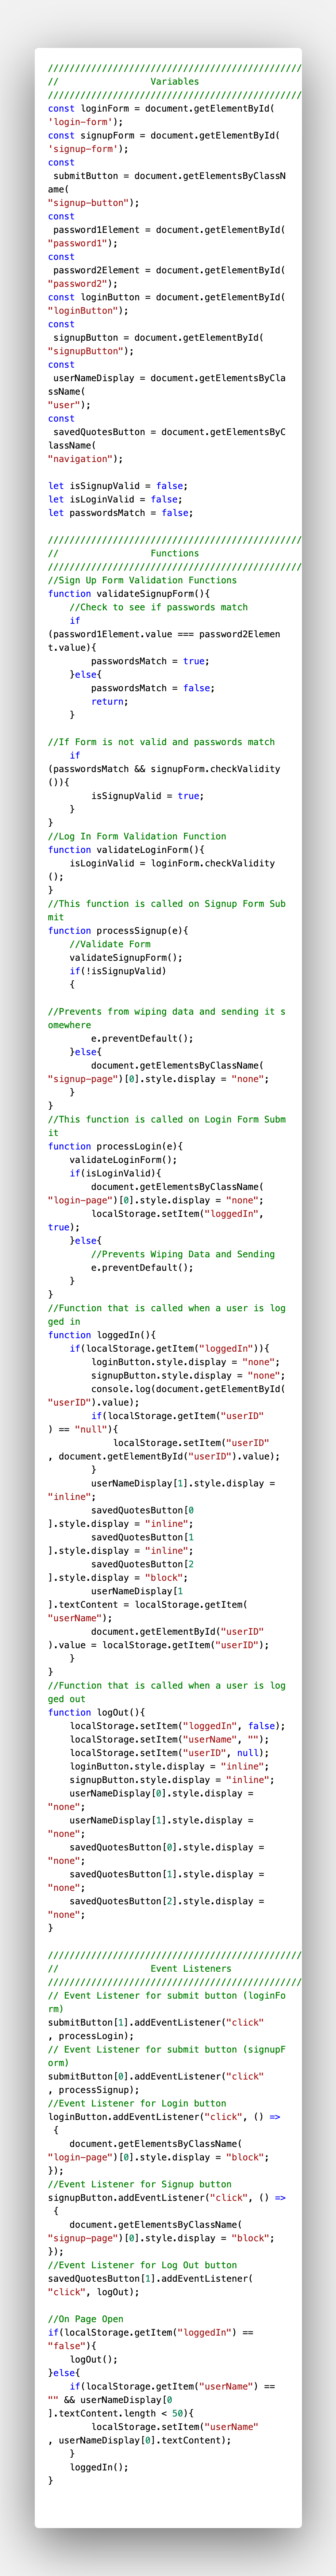 ///////////////////////////////////////////////
//                 Variables
///////////////////////////////////////////////
const loginForm = document.getElementById(
'login-form');
const signupForm = document.getElementById(
'signup-form');
const
 submitButton = document.getElementsByClassN
ame(
"signup-button");
const
 password1Element = document.getElementById(
"password1");
const
 password2Element = document.getElementById(
"password2");
const loginButton = document.getElementById(
"loginButton");
const
 signupButton = document.getElementById(
"signupButton");
const
 userNameDisplay = document.getElementsByCla
ssName(
"user");
const
 savedQuotesButton = document.getElementsByC
lassName(
"navigation");

let isSignupValid = false;
let isLoginValid = false;
let passwordsMatch = false;

///////////////////////////////////////////////
//                 Functions
///////////////////////////////////////////////
//Sign Up Form Validation Functions
function validateSignupForm(){
    //Check to see if passwords match
    if
(password1Element.value === password2Elemen
t.value){
        passwordsMatch = true;
    }else{
        passwordsMatch = false;
        return;
    }

//If Form is not valid and passwords match
    if
(passwordsMatch && signupForm.checkValidity
()){
        isSignupValid = true;
    }
}
//Log In Form Validation Function
function validateLoginForm(){
    isLoginValid = loginForm.checkValidity
();
}
//This function is called on Signup Form Sub
mit
function processSignup(e){
    //Validate Form
    validateSignupForm();
    if(!isSignupValid)
    {

//Prevents from wiping data and sending it s
omewhere
        e.preventDefault();
    }else{
        document.getElementsByClassName(
"signup-page")[0].style.display = "none";
    }
}
//This function is called on Login Form Subm
it
function processLogin(e){
    validateLoginForm();
    if(isLoginValid){
        document.getElementsByClassName(
"login-page")[0].style.display = "none";
        localStorage.setItem("loggedIn",
true);
    }else{
        //Prevents Wiping Data and Sending
        e.preventDefault();
    }
}
//Function that is called when a user is log
ged in
function loggedIn(){
    if(localStorage.getItem("loggedIn")){
        loginButton.style.display = "none";
        signupButton.style.display = "none";
        console.log(document.getElementById(
"userID").value);
        if(localStorage.getItem("userID"
) == "null"){
            localStorage.setItem("userID"
, document.getElementById("userID").value);
        }
        userNameDisplay[1].style.display =
"inline";
        savedQuotesButton[0
].style.display = "inline";
        savedQuotesButton[1
].style.display = "inline";
        savedQuotesButton[2
].style.display = "block";
        userNameDisplay[1
].textContent = localStorage.getItem(
"userName");
        document.getElementById("userID"
).value = localStorage.getItem("userID");
    }
}
//Function that is called when a user is log
ged out
function logOut(){
    localStorage.setItem("loggedIn", false);
    localStorage.setItem("userName", "");
    localStorage.setItem("userID", null);
    loginButton.style.display = "inline";
    signupButton.style.display = "inline";
    userNameDisplay[0].style.display =
"none";
    userNameDisplay[1].style.display =
"none";
    savedQuotesButton[0].style.display =
"none";
    savedQuotesButton[1].style.display =
"none";
    savedQuotesButton[2].style.display =
"none";
}

///////////////////////////////////////////////
//                 Event Listeners
///////////////////////////////////////////////
// Event Listener for submit button (loginFo
rm)
submitButton[1].addEventListener("click"
, processLogin);
// Event Listener for submit button (signupF
orm)
submitButton[0].addEventListener("click"
, processSignup);
//Event Listener for Login button
loginButton.addEventListener("click", () =>
 {
    document.getElementsByClassName(
"login-page")[0].style.display = "block";
});
//Event Listener for Signup button
signupButton.addEventListener("click", () =>
 {
    document.getElementsByClassName(
"signup-page")[0].style.display = "block";
});
//Event Listener for Log Out button
savedQuotesButton[1].addEventListener(
"click", logOut);

//On Page Open
if(localStorage.getItem("loggedIn") ==
"false"){
    logOut();
}else{
    if(localStorage.getItem("userName") ==
"" && userNameDisplay[0
].textContent.length < 50){
        localStorage.setItem("userName"
, userNameDisplay[0].textContent);
    }
    loggedIn();
}